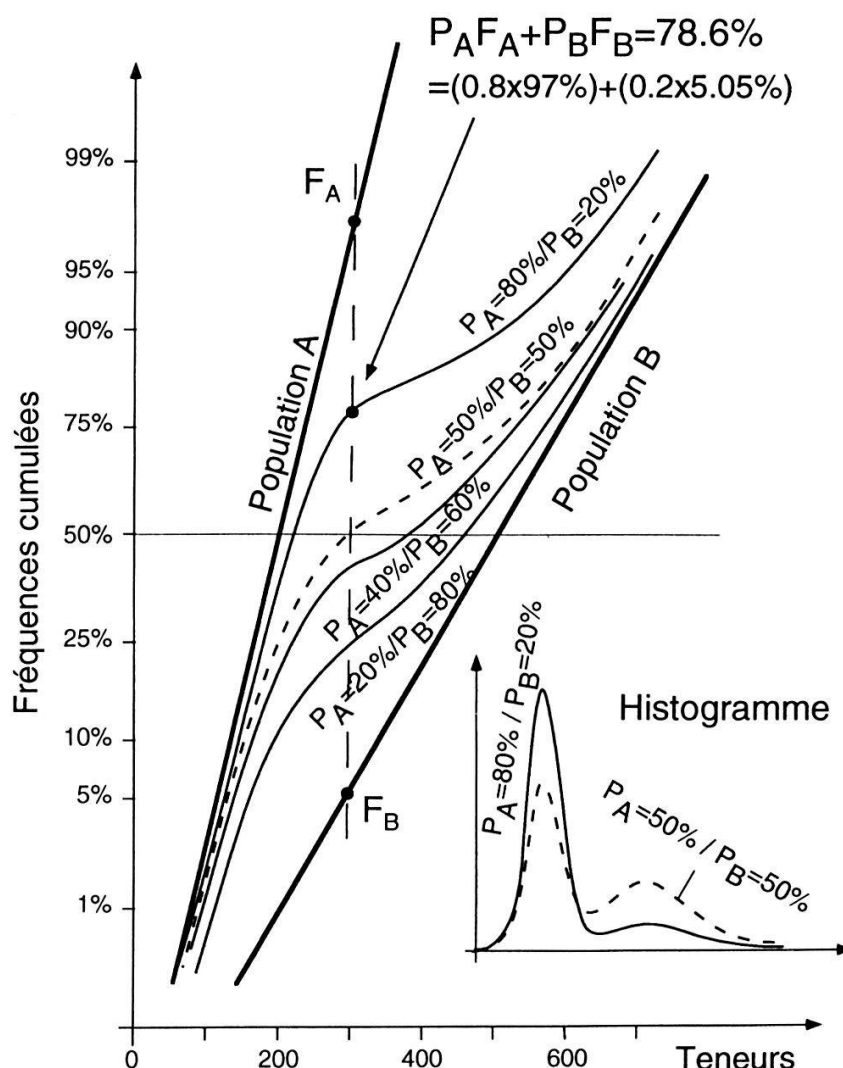 PAFA+PBFB=78.6%
=(0.8x97%)+(0.2x5.05%)
99%
95%
90%
75%
50%
25%
10%
5%
1%
Fréquences cumulées
FA
FB
Population A
Population B
PA=80%/PB=20%
PA=50%/PB=50%
PA=40%/PB=60%
PA=20%/PB=80%
Histogramme
PA=80% / PB=20%
PA=50% / PB=50%
0
200
400
600
Teneurs